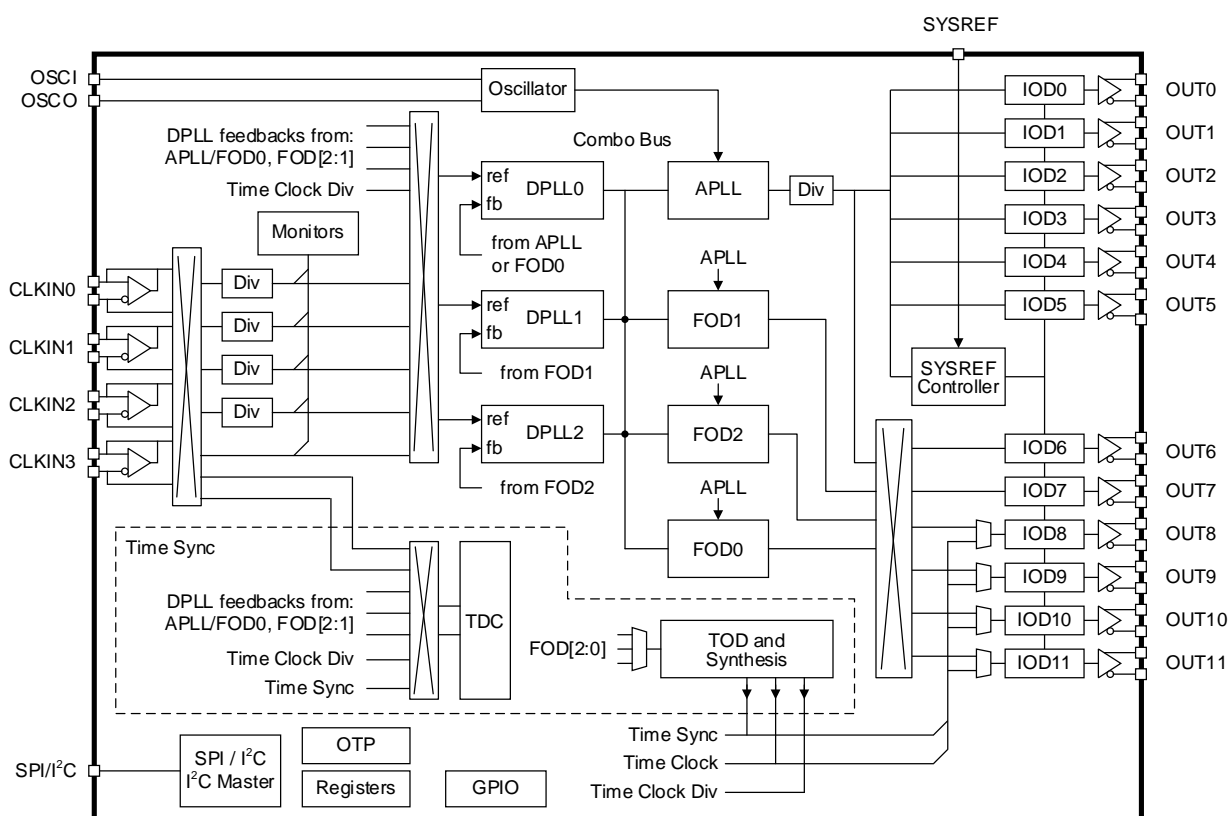 SYSREF
OSCI
OSCO
Oscillator
IOD0
OUT0
DPLL feedbacks from:
APLL/FOD0, FOD[2:1]
Time Clock Div
Combo Bus
IOD1
OUT1
ref
fb
DPLL0
APLL
Div
IOD2
OUT2
IOD3
OUT3
Monitors
from APLL
or FOD0
APLL
IOD4
OUT4
CLKIN0
Div
ref
fb
DPLL1
FOD1
IOD5
OUT5
Div
CLKIN1
from FOD1
APLL
SYSREF
Controller
Div
CLKIN2
Div
ref
fb
DPLL2
FOD2
CLKIN3
IOD6
OUT6
from FOD2
APLL
IOD7
OUT7
Time Sync
FOD0
IOD8
OUT8
IOD9
OUT9
DPLL feedbacks from:
APLL/FOD0, FOD[2:1]
TDC
IOD10
OUT10
FOD[2:0]
TOD and
Synthesis
Time Clock Div
IOD11
OUT11
Time Sync
Time Sync
Time Clock
Time Clock Div
SPI/I²C
SPI / I²C
I²C Master
OTP
Registers
GPIO